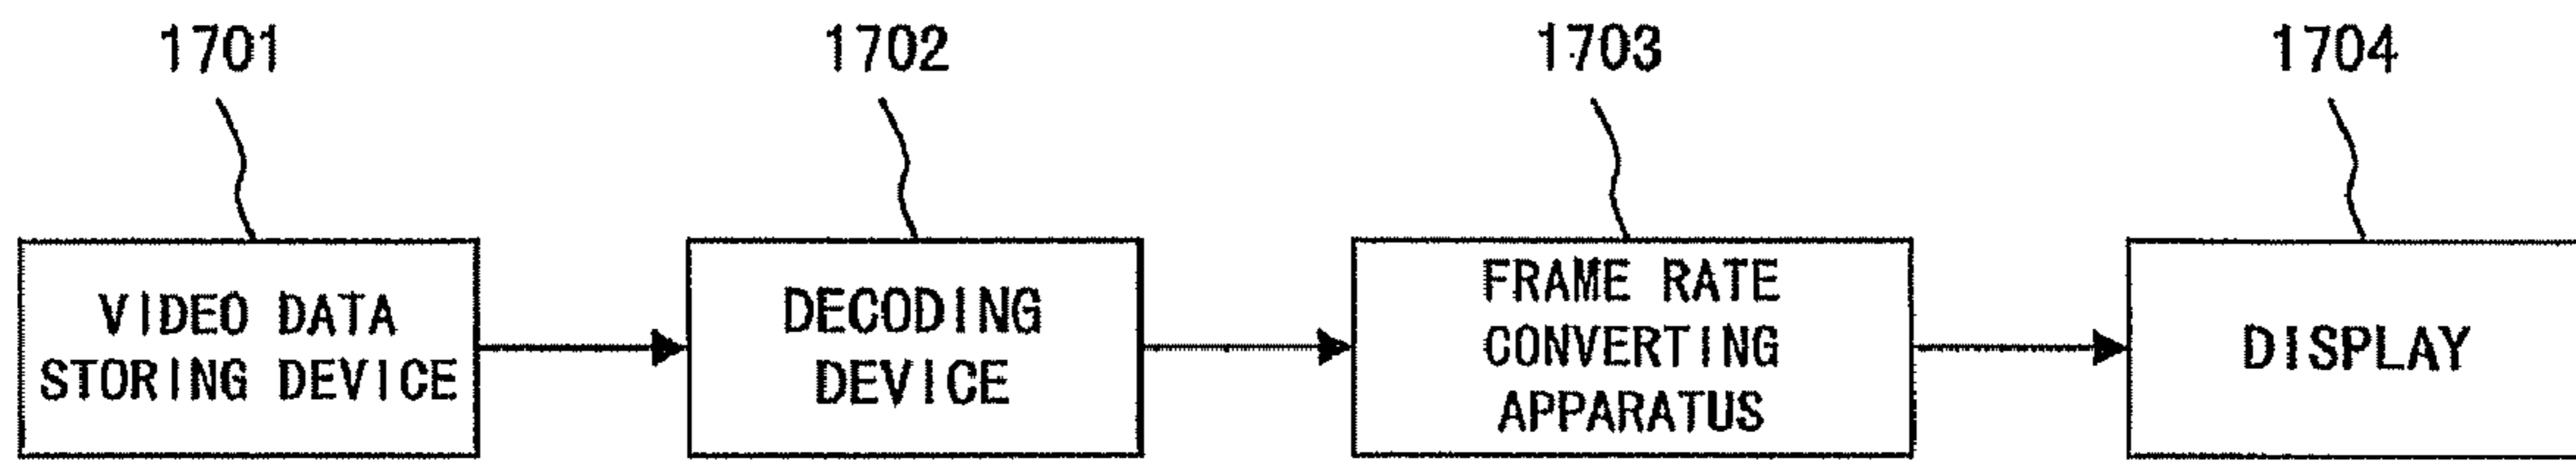 1701
1702
1703
1704
VIDEO DATA
STORING DEVICE
DECODING
DEVICE
FRAME RATE
CONVERTING
APPARATUS
DISPLAY